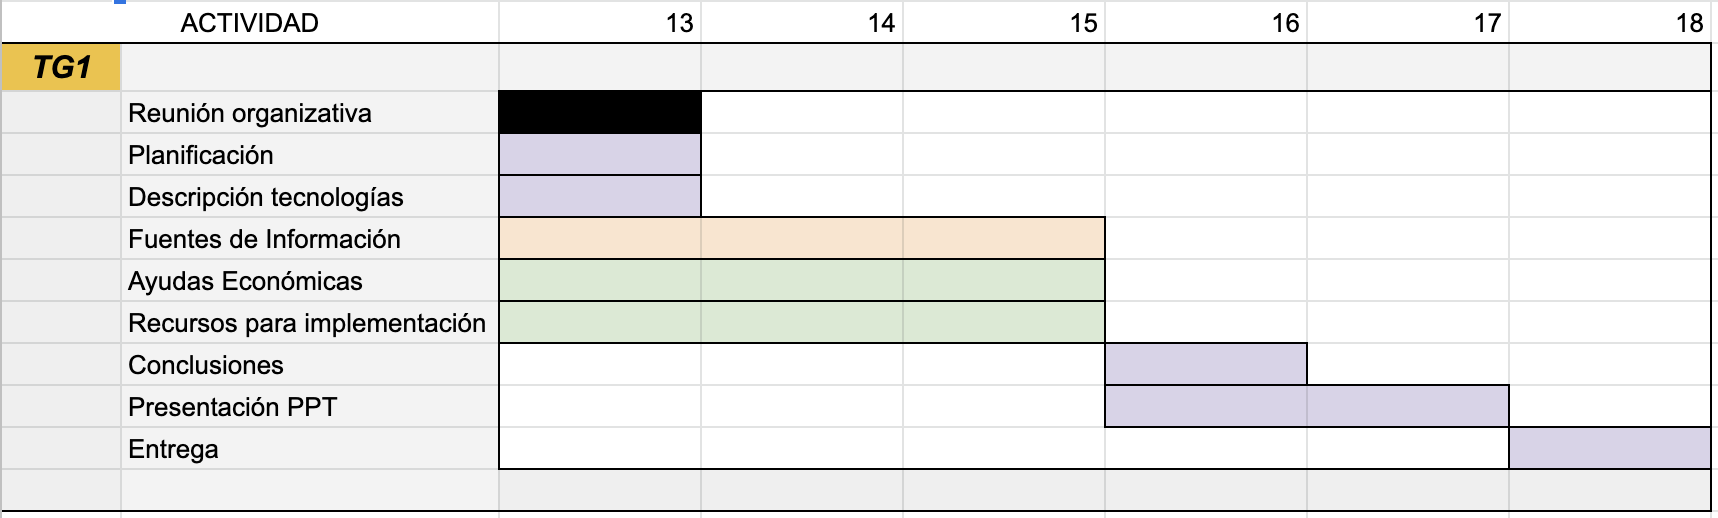 ACTIVIDAD 13 14 15 16 17 18
TG1
Reunión organizativa
Planificación
Descripción tecnologías
Fuentes de Información
Ayudas Económicas
Recursos para implementación
Conclusiones
Presentación PPT
Entrega